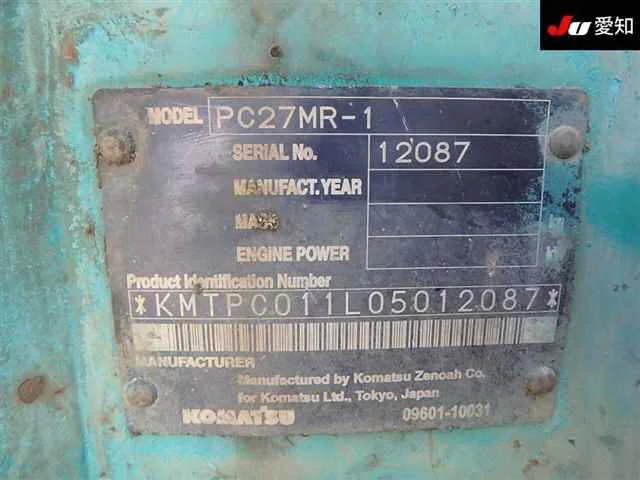 JU 愛知
MODEL PC27MR-1
SERIAL No. 12087
MANUFACT.YEAR
MASS
ENGINE POWER
Product Identification Number
*KMTPC011L05012087*
MANUFACTURER
Manufactured by Komatsu Zenoah Co.
for Komatsu Ltd., Tokyo, Japan
KOMATSU 09601-10031